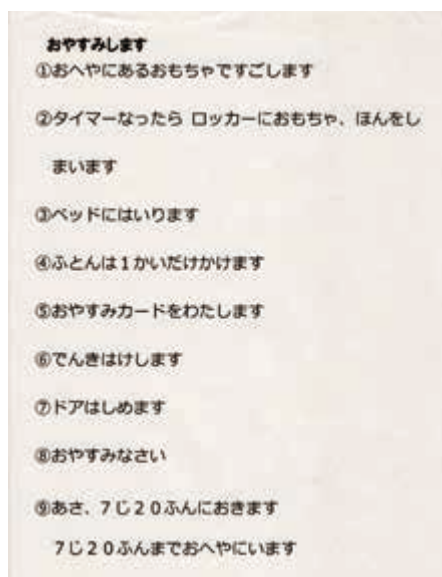 おやすみします
①おへやにあるおもちゃですごします
②タイマーなったら ロッカーにおもちゃ、ほんをし
まいます
③ベッドにはいります
④ふとんは1かいだけかけます
⑤おやすみカードをわたします
⑥でんきはけします
⑦ドアはしめます
⑧おやすみなさい
⑨あさ、7じ20ふんにおきます
7じ20ふんまでおへやにいます